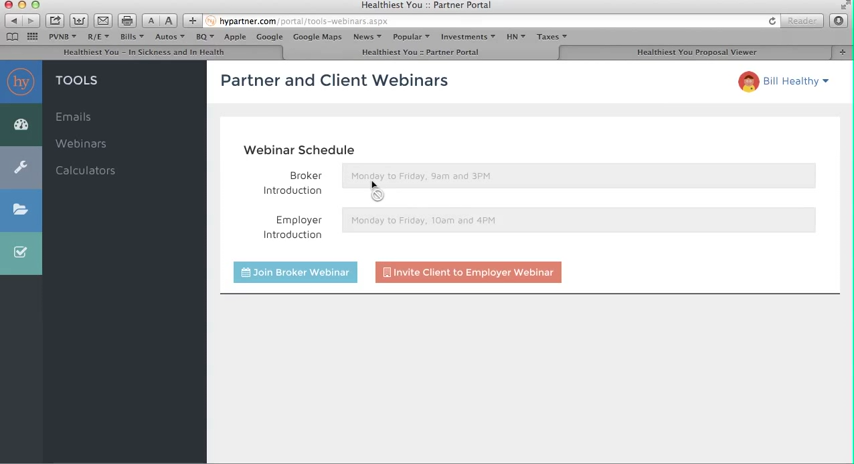 Healthiest You :: Partner Portal
A A + hypartner.com/portal/tools-webinars.aspx Reader
PVNB R/E Bills Autos BQ Apple Google Google Maps News Popular Investments HN Taxes
Healthiest You - In Sickness and In Health Healthiest You :: Partner Portal Healthiest You Proposal Viewer +
hy TOOLS Partner and Client Webinars Bill Healthy
Emails
Webinars
Calculators
Webinar Schedule
Broker Introduction Monday to Friday, 9am and 3PM
Employer Introduction Monday to Friday, 10am and 4PM
Join Broker Webinar Invite Client to Employer Webinar